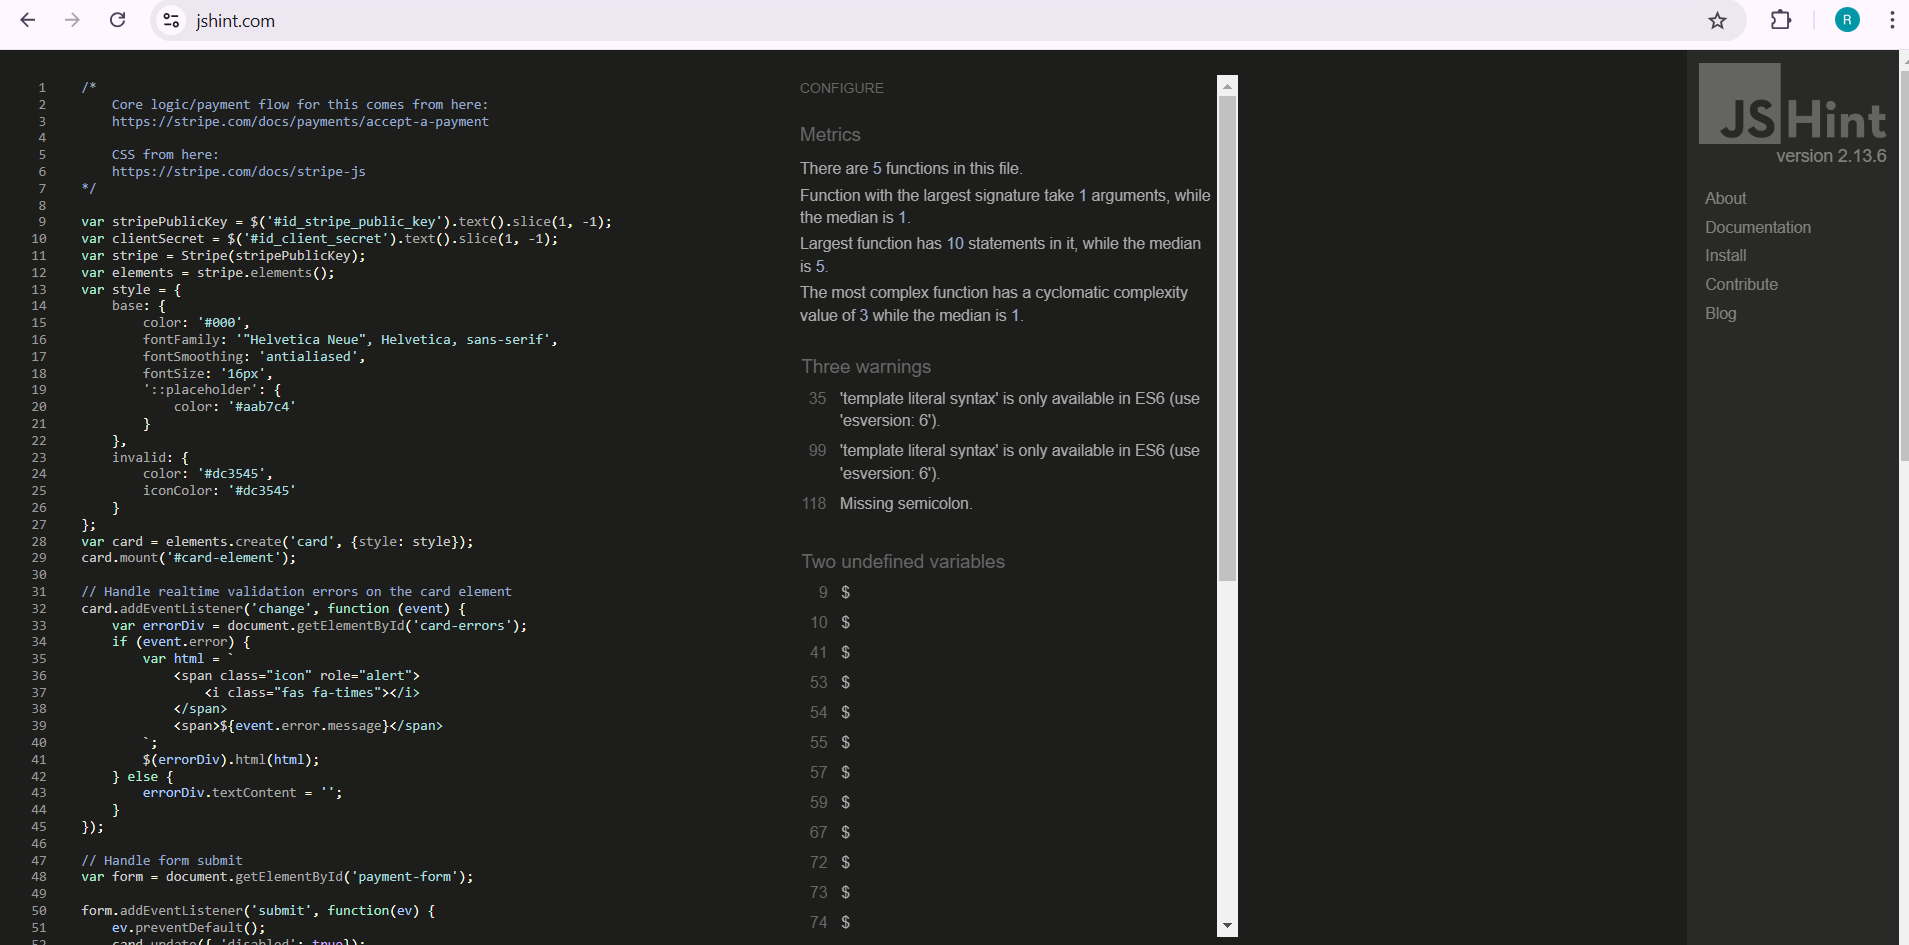 jshint.com
R
1 /*
2 Core logic/payment flow for this comes from here:
3 https://stripe.com/docs/payments/accept-a-payment
4
5 CSS from here:
6 https://stripe.com/docs/stripe-js
7 */
8
9 var stripePublicKey = $('#id_stripe_public_key').text().slice(1, -1);
10 var clientSecret = $('#id_client_secret').text().slice(1, -1);
11 var stripe = Stripe(stripePublicKey);
12 var elements = stripe.elements();
13 var style = {
14 base: {
15 color: '#000',
16 fontFamily: '"Helvetica Neue", Helvetica, sans-serif',
17 fontSmoothing: 'antialiased',
18 fontSize: '16px',
19 '::placeholder': {
20 color: '#aab7c4'
21 }
22 },
23 invalid: {
24 color: '#dc3545',
25 iconColor: '#dc3545'
26 }
27 };
28 var card = elements.create('card', {style: style});
29 card.mount('#card-element');
30
31 // Handle realtime validation errors on the card element
32 card.addEventListener('change', function (event) {
33 var errorDiv = document.getElementById('card-errors');
34 if (event.error) {
35 var html = `
36 <span class="icon" role="alert">
37 <i class="fas fa-times"></i>
38 </span>
39 <span>${event.error.message}</span>
40 `;
41 $(errorDiv).html(html);
42 } else {
43 errorDiv.textContent = '';
44 }
45 });
46
47 // Handle form submit
48 var form = document.getElementById('payment-form');
49
50 form.addEventListener('submit', function(ev) {
51 ev.preventDefault();
52 card.update({ 'disabled': true});
CONFIGURE
Metrics
There are 5 functions in this file.
Function with the largest signature take 1 arguments, while
the median is 1.
Largest function has 10 statements in it, while the median
is 5.
The most complex function has a cyclomatic complexity
value of 3 while the median is 1.
Three warnings
35 'template literal syntax' is only available in ES6 (use
'esversion: 6').
99 'template literal syntax' is only available in ES6 (use
'esversion: 6').
118 Missing semicolon.
Two undefined variables
9 $
10 $
41 $
53 $
54 $
55 $
57 $
59 $
67 $
72 $
73 $
74 $
JSHint
version 2.13.6
About
Documentation
Install
Contribute
Blog